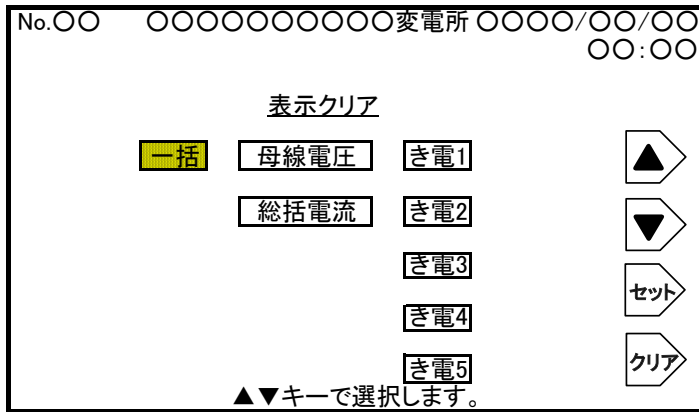 No.○○ ○○○○○○○○○○変電所 ○○○○/○○/○○
○○:○○
表示クリア
一括 母線電圧 き電1 ▲
総括電流 き電2 ▼
き電3
セット
き電4
き電5 クリア
▲▼キーで選択します。